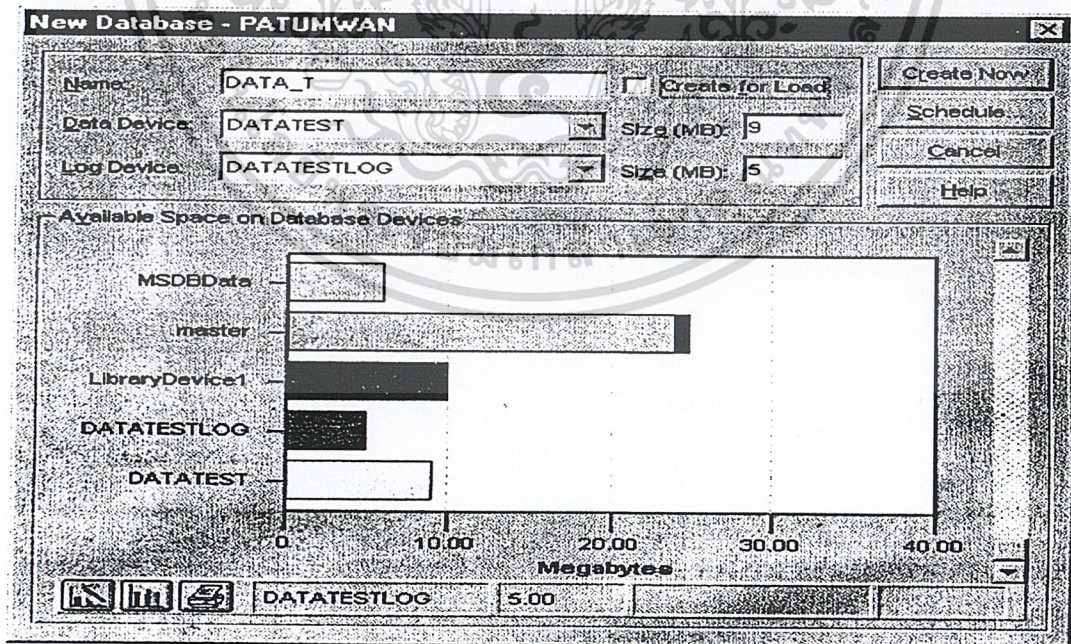 New Database - PATUMWAN
Name: DATA_T
Create for Load
Data Device: DATATEST
Size (MB): 9
Log Device: DATATESTLOG
Size (MB): 5
Create Now
Schedule
Cancel
Help
Available Space on Database Devices
MSDBData
master
LibraryDevice1
DATATESTLOG
DATATEST
0. 10.00 20.00 30.00 40.00
Megabytes
DATATESTLOG 5.00